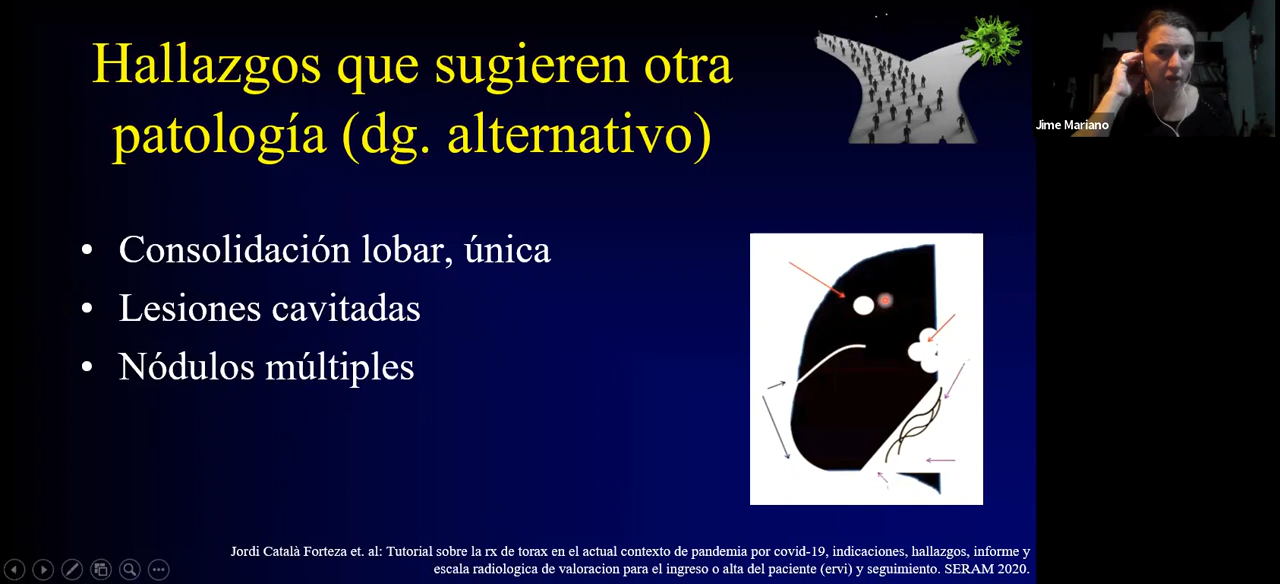 Hallazgos que sugieren otra
patología (dg. alternativo)
Jime Mariano
• Consolidación lobar, única
• Lesiones cavitadas
• Nódulos múltiples
Jordi Català Forteza et. al: Tutorial sobre la rx de torax en el actual contexto de pandemia por covid-19, indicaciones, hallazgos, informe y
escala radiologica de valoracion para el ingreso o alta del paciente (ervi) y seguimiento. SERAM 2020.